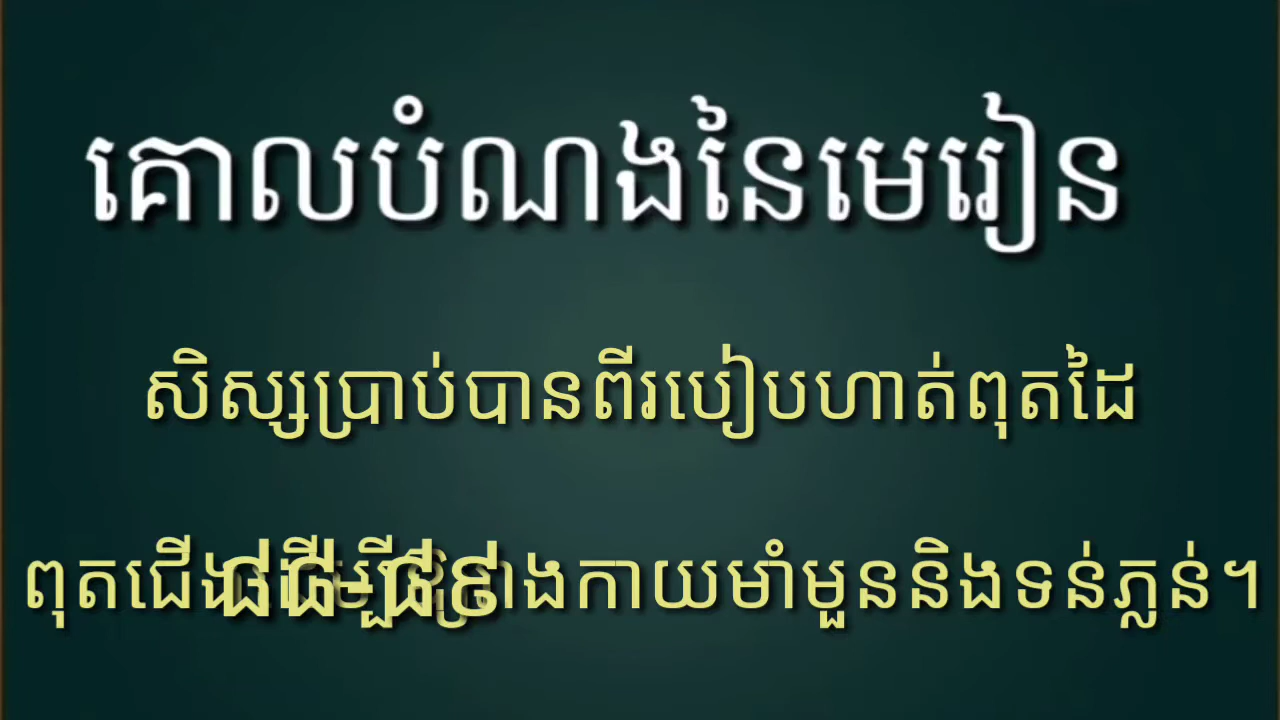 គោលបំណងនៃមេរៀន
សិស្សប្រាប់បានពីរបៀបហាត់ពុតដៃ
ពុតជើង កាយមាំមួននិងទន់ភ្លន់។